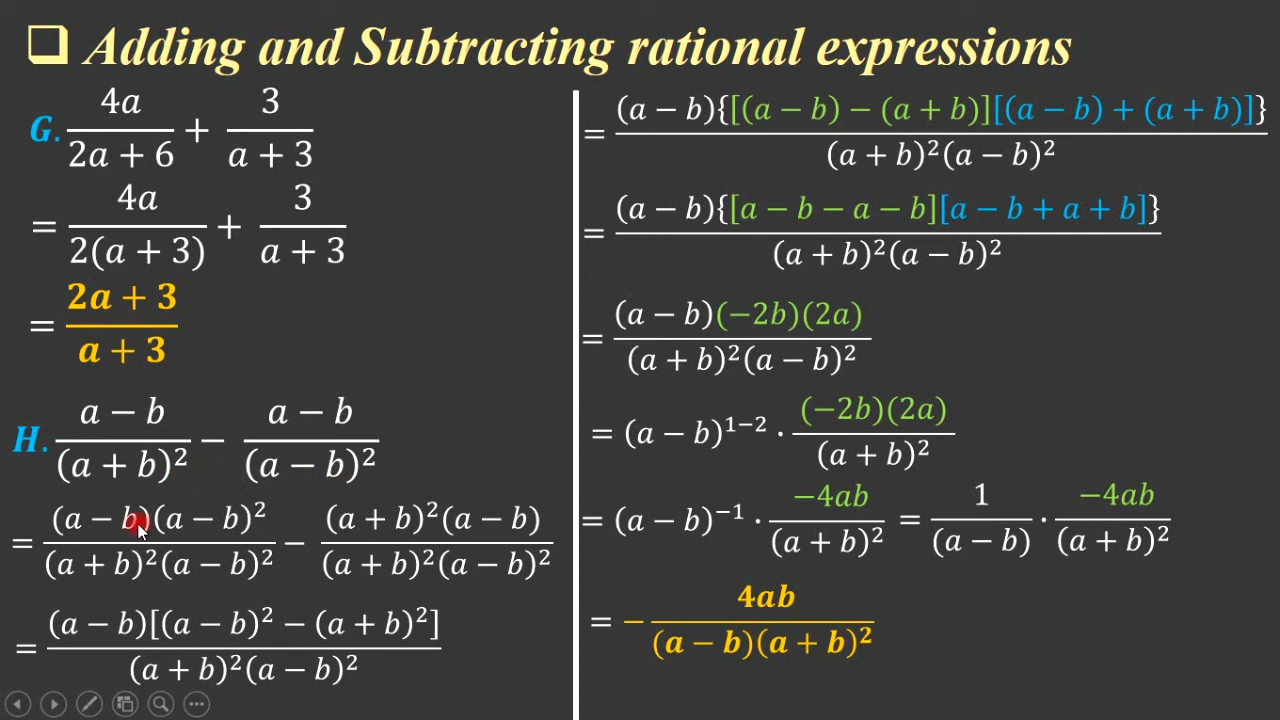 ❑ Adding and Subtracting rational expressions
G. 4a/(2a + 6) + 3/(a + 3)
= 4a/(2(a + 3)) + 3/(a + 3)
= (2a + 3)/(a + 3)
H. (a − b)/(a + b)² − (a − b)/(a − b)²
= (a − b)(a − b)²/((a + b)²(a − b)²) − (a + b)²(a − b)/((a + b)²(a − b)²)
= (a − b)[(a − b)² − (a + b)²]/((a + b)²(a − b)²)
= (a − b){[(a − b) − (a + b)][(a − b) + (a + b)]}/((a + b)²(a − b)²)
= (a − b){[a − b − a − b][a − b + a + b]}/((a + b)²(a − b)²)
= (a − b)(−2b)(2a)/((a + b)²(a − b)²)
= (a − b)¹⁻² · (−2b)(2a)/(a + b)²
= (a − b)⁻¹ · −4ab/(a + b)² = 1/(a − b) · −4ab/(a + b)²
= − 4ab/((a − b)(a + b)²)